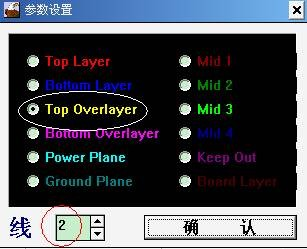 参数设置
Top Layer
Mid 1
Bottom Layer
Mid 2
Top Overlayer
Mid 3
Bottom Overlayer
Mid 4
Power Plane
Keep Out
Ground Plane
Board Layer
线 2 确 认